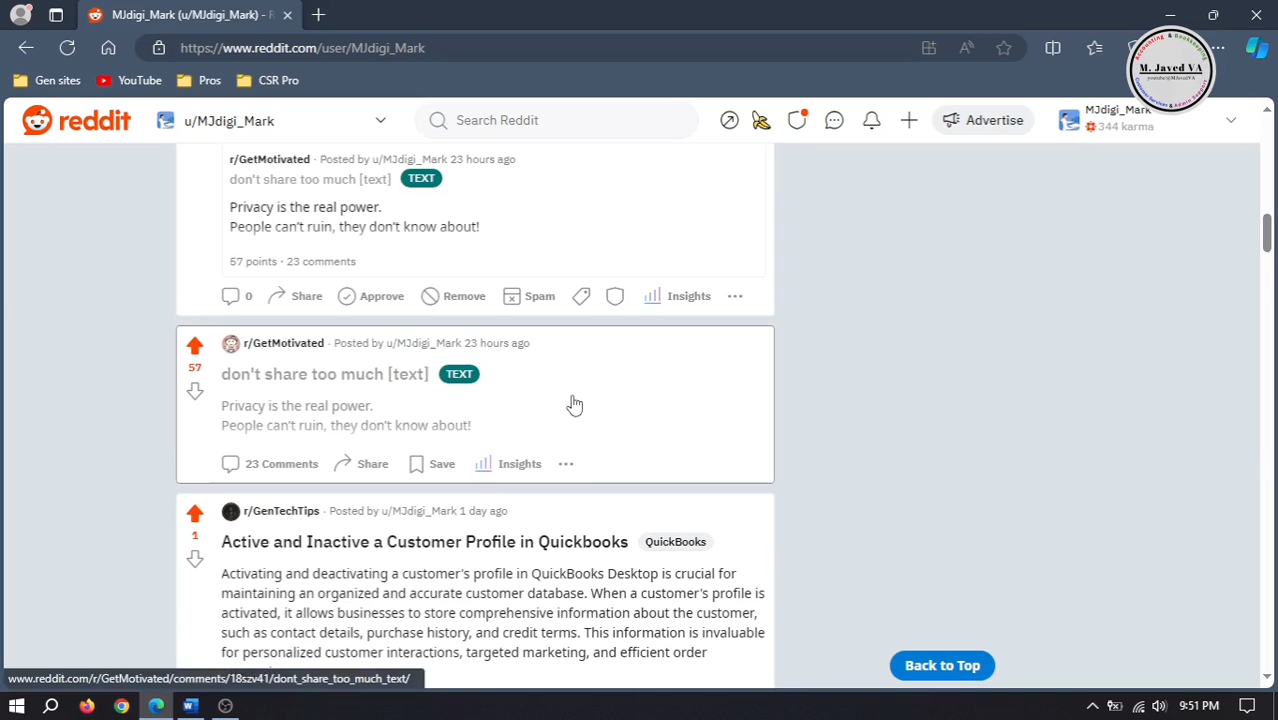 MJdigi_Mark (u/MJdigi_Mark) - R
https://www.reddit.com/user/MJdigi_Mark
Gen sites
YouTube
Pros
CSR Pro
Accounting & Bookkeeping
M. Javed VA
youtube@MJavedVA
Customer Services & Admin Support
reddit
u/MJdigi_Mark
Search Reddit
Advertise
MJdigi_Mark
344 karma
r/GetMotivated · Posted by u/MJdigi_Mark 23 hours ago
don't share too much [text] TEXT
Privacy is the real power.
People can't ruin, they don't know about!
57 points · 23 comments
0 Share Approve Remove Spam Insights ...
r/GetMotivated · Posted by u/MJdigi_Mark 23 hours ago
57
don't share too much [text] TEXT
Privacy is the real power.
People can't ruin, they don't know about!
23 Comments Share Save Insights ...
r/GenTechTips · Posted by u/MJdigi_Mark 1 day ago
1
Active and Inactive a Customer Profile in Quickbooks QuickBooks
Activating and deactivating a customer's profile in QuickBooks Desktop is crucial for
maintaining an organized and accurate customer database. When a customer's profile is
activated, it allows businesses to store comprehensive information about the customer,
such as contact details, purchase history, and credit terms. This information is invaluable
for personalized customer interactions, targeted marketing, and efficient order
Back to Top
www.reddit.com/r/GetMotivated/comments/18szv41/dont_share_too_much_text/
9:51 PM